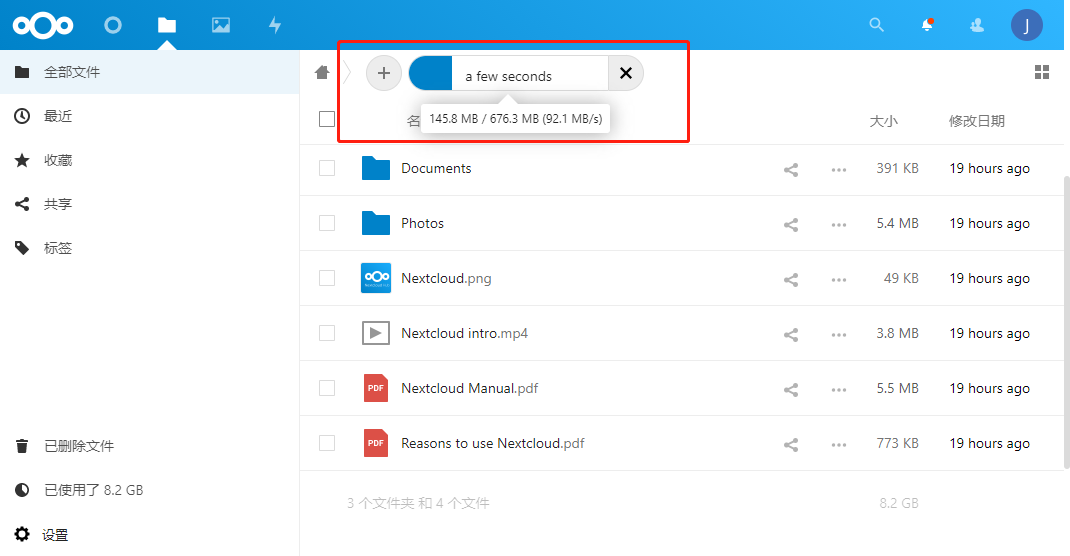 J
全部文件
最近
收藏
共享
标签
已删除文件
已使用了 8.2 GB
设置
a few seconds
145.8 MB / 676.3 MB (92.1 MB/s)
名
大小
修改日期
Documents
391 KB
19 hours ago
Photos
5.4 MB
19 hours ago
Nextcloud.png
49 KB
19 hours ago
Nextcloud intro.mp4
3.8 MB
19 hours ago
PDF
Nextcloud Manual.pdf
5.5 MB
19 hours ago
PDF
Reasons to use Nextcloud.pdf
773 KB
19 hours ago
3 个文件夹 和 4 个文件
8.2 GB